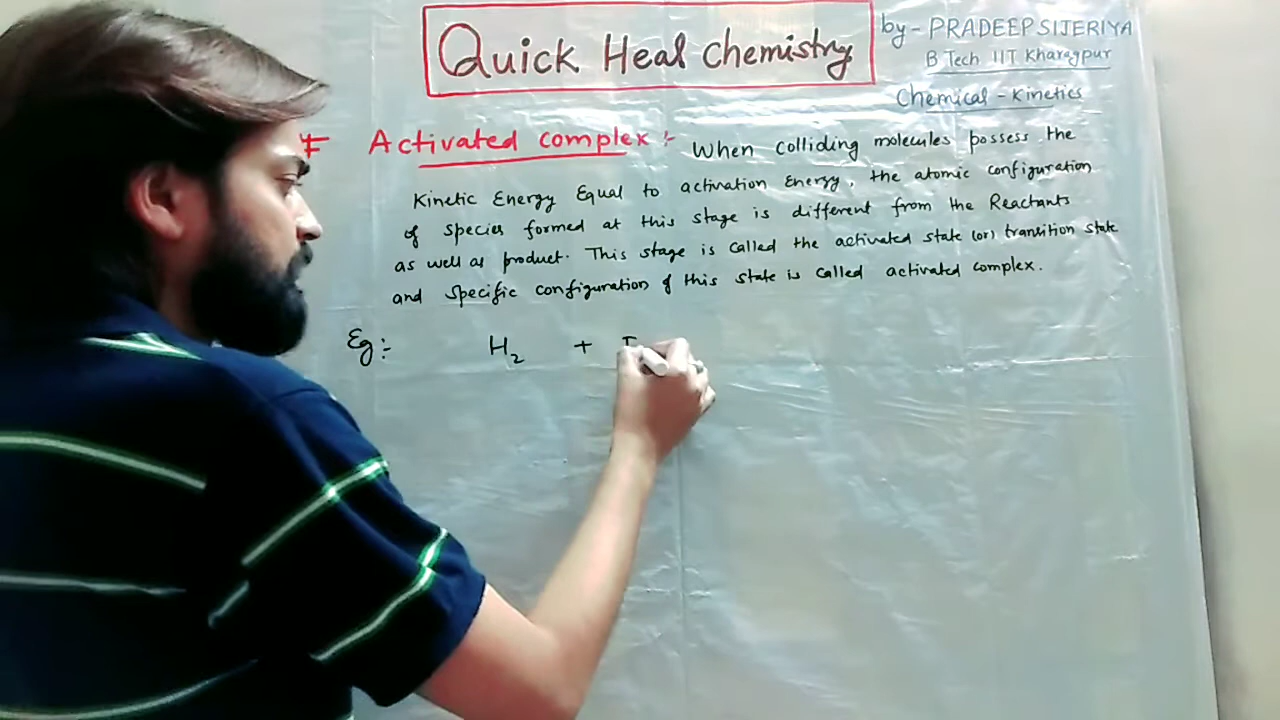 Quick Heal Chemistry
by - PRADEEP SIJERIYA
B Tech IIT Kharagpur
Chemical - Kinetics
Activated complex :- When colliding molecules possess the
Kinetic Energy Equal to activation Energy, the atomic configuration
of species formed at this stage is different from the Reactants
as well as product. This stage is called the activated state (or) transition state
and specific configuration of this state is called activated complex.
Eg :- H2 + I